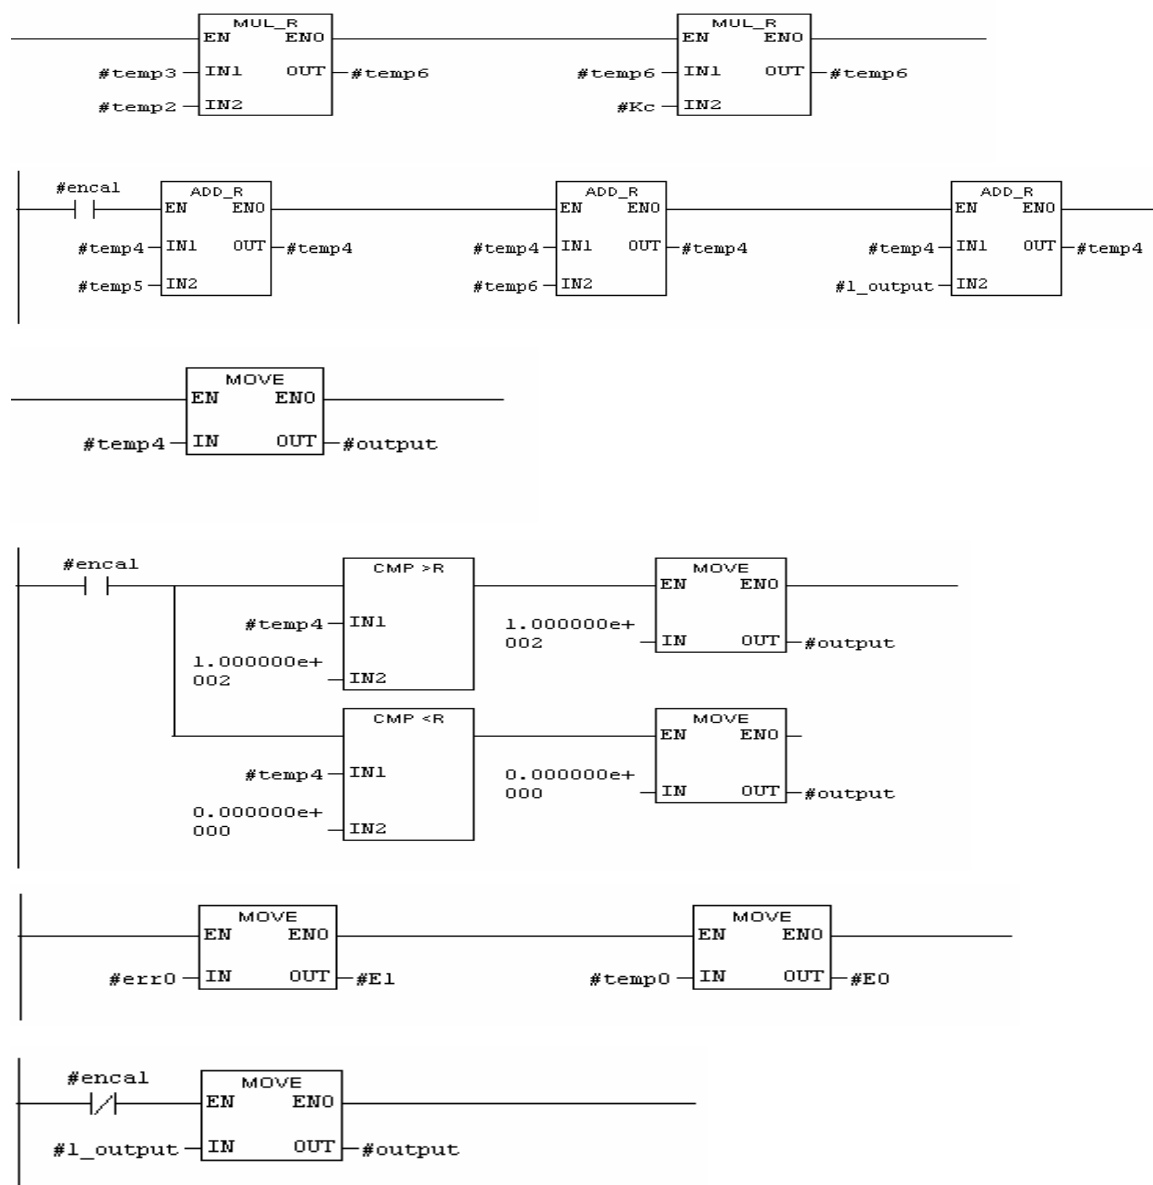 MUL_R MUL_R
EN ENO EN ENO
#temp3 IN1 OUT #temp6 #temp6 IN1 OUT #temp6
#temp2 IN2 #Kc IN2
#encal ADD_R ADD_R ADD_R
EN ENO EN ENO EN ENO
#temp4 IN1 OUT #temp4 #temp4 IN1 OUT #temp4 #temp4 IN1 OUT #temp4
#temp5 IN2 #temp6 IN2 #l_output IN2
MOVE
EN ENO
#temp4 IN OUT #output
#encal CMP >R MOVE
EN ENO
#temp4 IN1 1.000000e+
002 IN OUT #output
1.000000e+
002 IN2
CMP <R MOVE
EN ENO
#temp4 IN1 0.000000e+
000 IN OUT #output
0.000000e+
000 IN2
MOVE MOVE
EN ENO EN ENO
#err0 IN OUT #E1 #temp0 IN OUT #E0
#encal MOVE
EN ENO
#l_output IN OUT #output